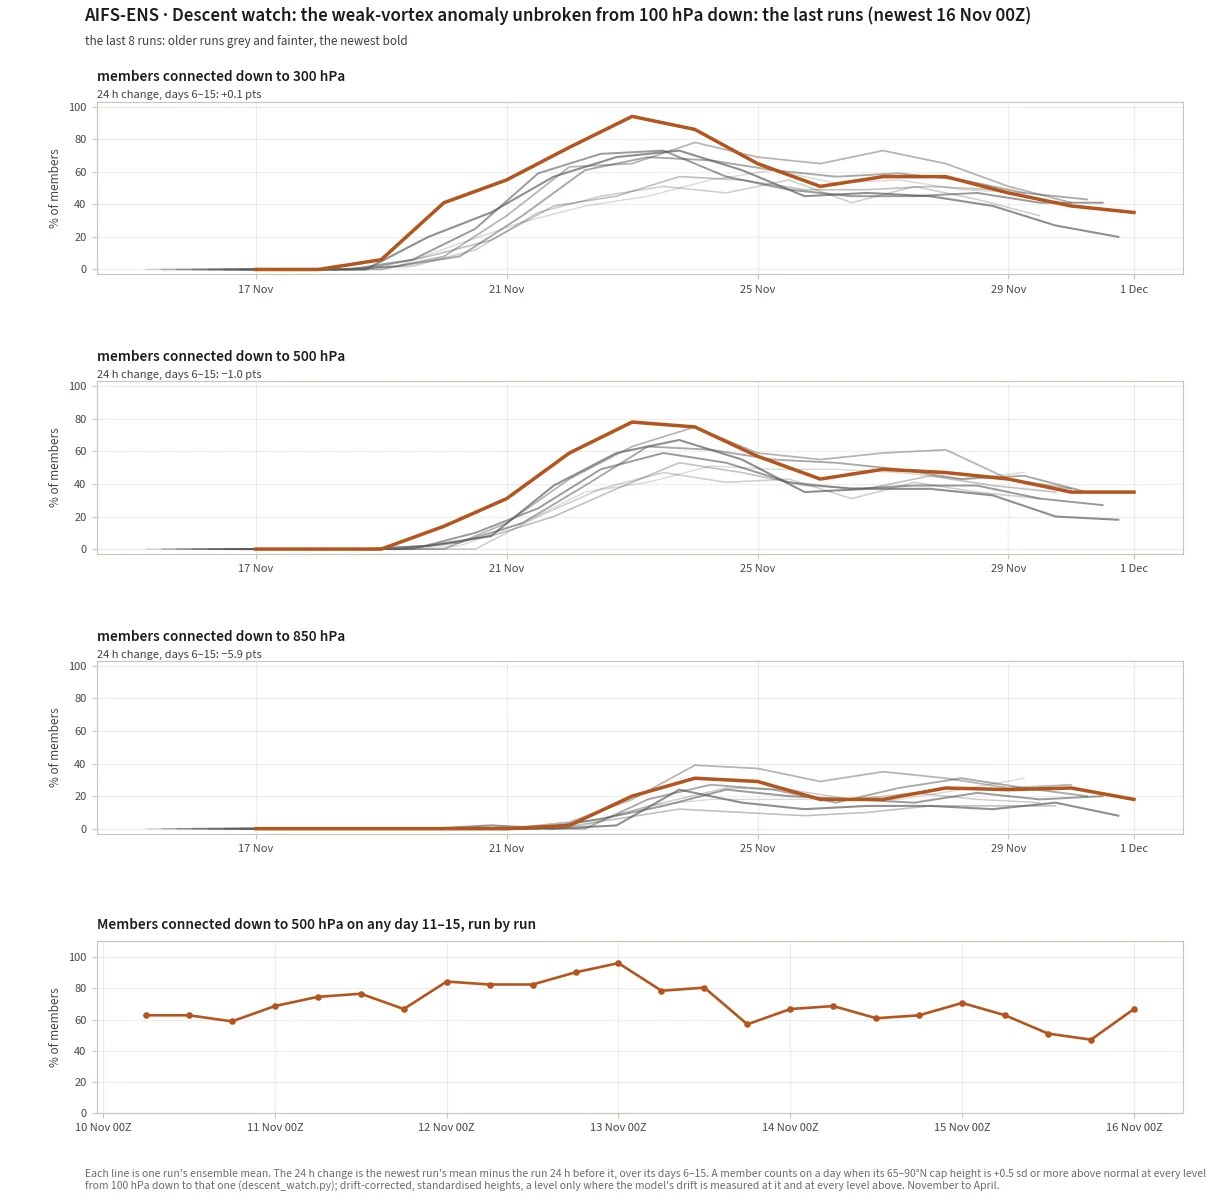 AIFS-ENS · Descent watch: the weak-vortex anomaly unbroken from 100 hPa down: the last runs (newest 16 Nov 00Z)
the last 8 runs: older runs grey and fainter, the newest bold
members connected down to 300 hPa
24 h change, days 6–15: +0.1 pts
% of members
100
80
60
40
20
0
17 Nov
21 Nov
25 Nov
29 Nov
1 Dec
members connected down to 500 hPa
24 h change, days 6–15: −1.0 pts
% of members
100
80
60
40
20
0
17 Nov
21 Nov
25 Nov
29 Nov
1 Dec
members connected down to 850 hPa
24 h change, days 6–15: −5.9 pts
% of members
100
80
60
40
20
0
17 Nov
21 Nov
25 Nov
29 Nov
1 Dec
Members connected down to 500 hPa on any day 11–15, run by run
% of members
100
80
60
40
20
0
10 Nov 00Z
11 Nov 00Z
12 Nov 00Z
13 Nov 00Z
14 Nov 00Z
15 Nov 00Z
16 Nov 00Z
Each line is one run's ensemble mean. The 24 h change is the newest run's mean minus the run 24 h before it, over its days 6–15. A member counts on a day when its 65–90°N cap height is +0.5 sd or more above normal at every level
from 100 hPa down to that one (descent_watch.py); drift-corrected, standardised heights, a level only where the model's drift is measured at it and at every level above. November to April.